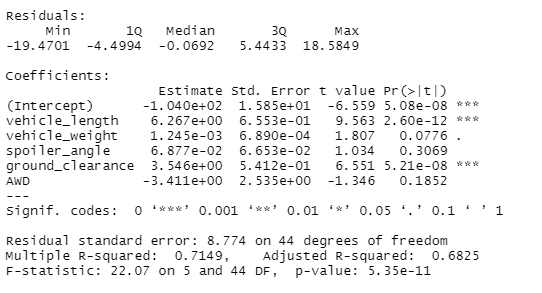 Residuals:
     Min       1Q   Median       3Q      Max
-19.4701  -4.4994  -0.0692   5.4433  18.5849

Coefficients:
                   Estimate Std. Error t value Pr(>|t|)
(Intercept)      -1.040e+02  1.585e+01  -6.559 5.08e-08 ***
vehicle_length    6.267e+00  6.553e-01   9.563 2.60e-12 ***
vehicle_weight    1.245e-03  6.890e-04   1.807   0.0776 .
spoiler_angle     6.877e-02  6.653e-02   1.034   0.3069
ground_clearance  3.546e+00  5.412e-01   6.551 5.21e-08 ***
AWD              -3.411e+00  2.535e+00  -1.346   0.1852
---
Signif. codes:  0 ‘***’ 0.001 ‘**’ 0.01 ‘*’ 0.05 ‘.’ 0.1 ‘ ’ 1

Residual standard error: 8.774 on 44 degrees of freedom
Multiple R-squared:  0.7149,    Adjusted R-squared:  0.6825
F-statistic: 22.07 on 5 and 44 DF,  p-value: 5.35e-11